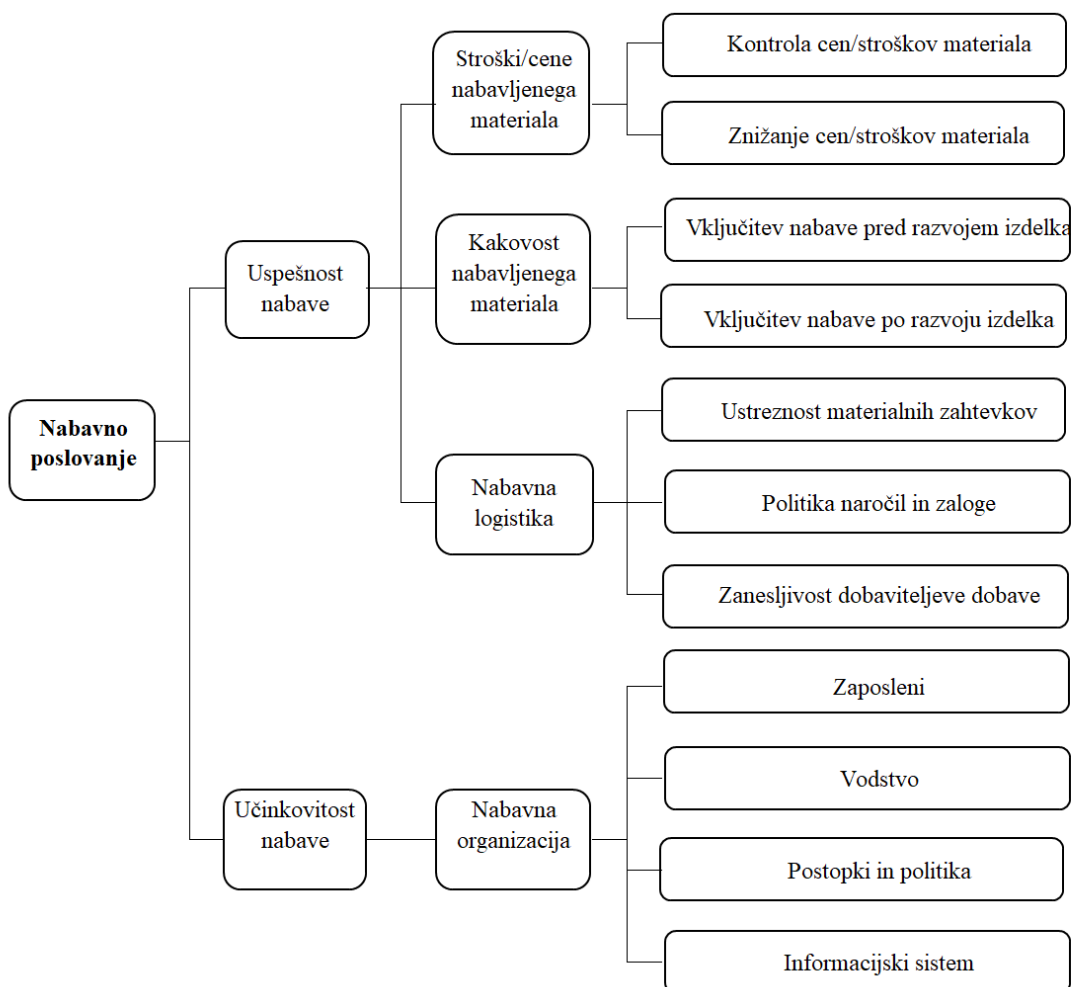 Nabavno
poslovanje
Uspešnost
nabave
Stroški/cene
nabavljenega
materiala
Kontrola cen/stroškov materiala
Znižanje cen/stroškov materiala
Kakovost
nabavljenega
materiala
Vključitev nabave pred razvojem izdelka
Vključitev nabave po razvoju izdelka
Nabavna
logistika
Ustreznost materialnih zahtevkov
Politika naročil in zaloge
Zanesljivost dobaviteljeve dobave
Učinkovitost
nabave
Nabavna
organizacija
Zaposleni
Vodstvo
Postopki in politika
Informacijski sistem